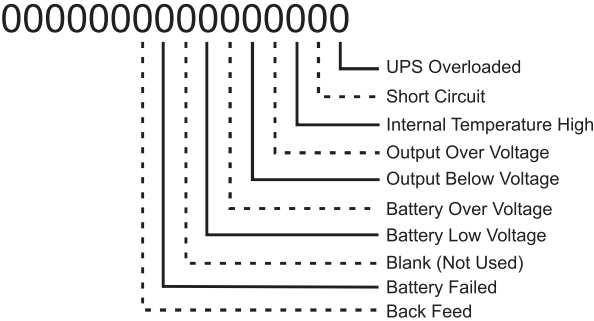 0000000000000000
UPS Overloaded
Short Circuit
Internal Temperature High
Output Over Voltage
Output Below Voltage
Battery Over Voltage
Battery Low Voltage
Blank (Not Used)
Battery Failed
Back Feed